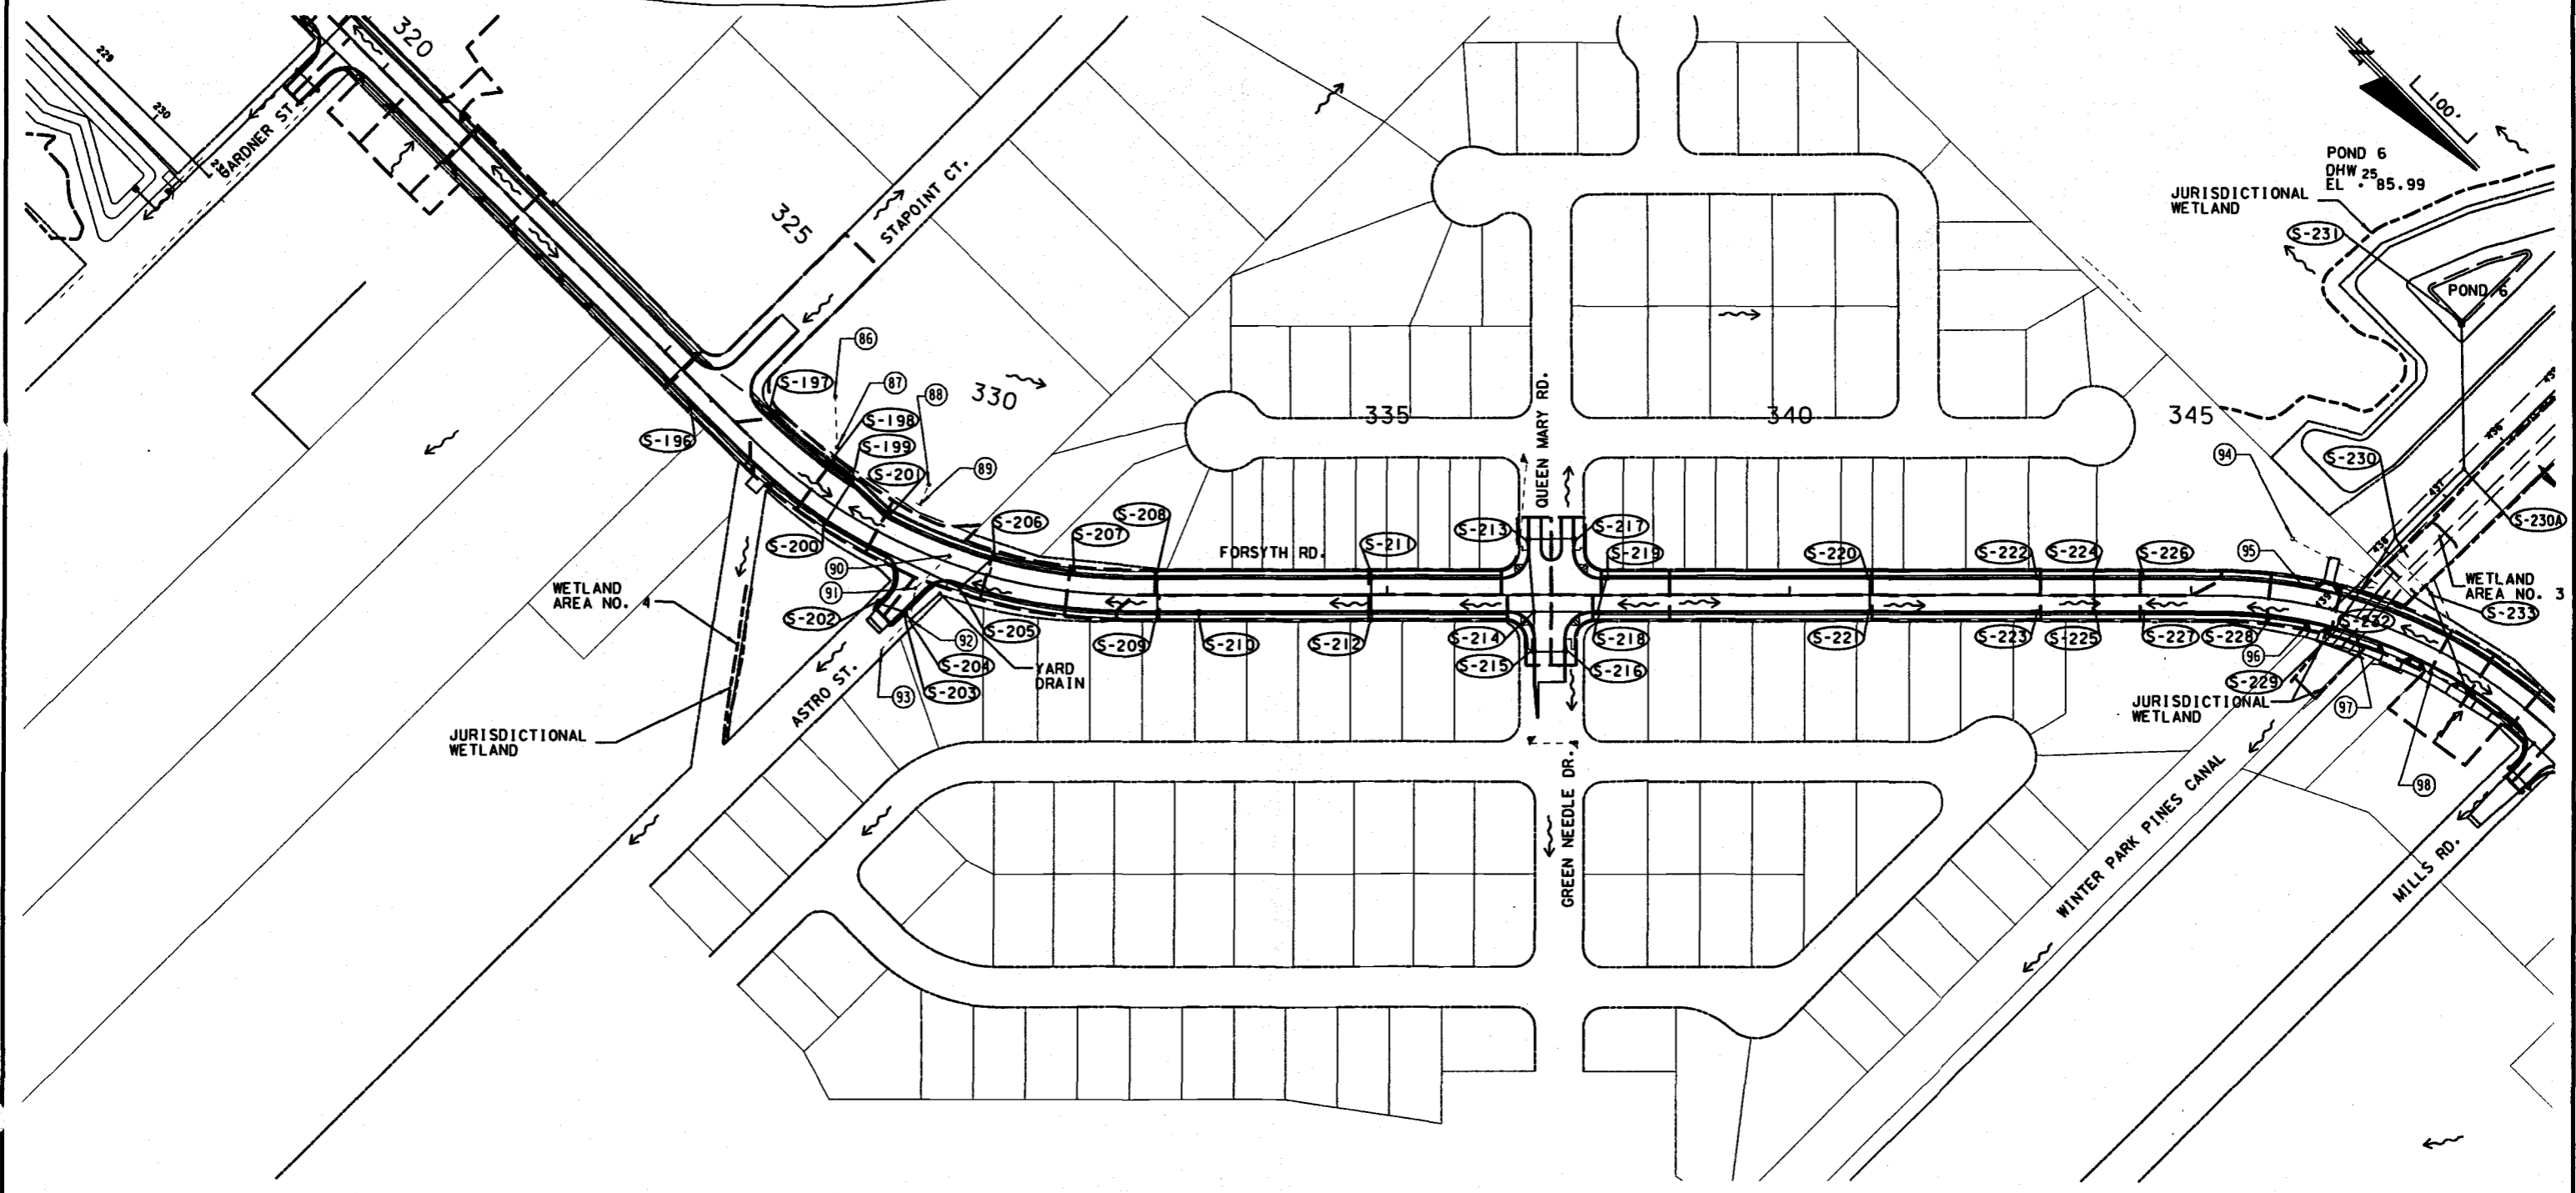 320
229
230
GARDNER ST.
325
STAPOINT CT.
100'
POND 6
DHW 25
EL . 85.99
JURISDICTIONAL
WETLAND
S-231
POND 6
86
S-197
87
88
330
S-198
S-196
S-199
S-201
89
335
QUEEN MARY RD.
340
345
94
S-230
436
437
438
S-230A
S-206
S-208
S-207
S-200
90
91
FORSYTH RD.
S-211
S-213
S-217
S-219
S-220
S-222
S-224
S-226
95
WETLAND
AREA NO. 3
S-233
WETLAND
AREA NO. 4
S-202
92
S-205
S-204
S-203
93
YARD
DRAIN
S-209
S-210
S-212
S-214
S-215
S-218
S-216
S-221
S-223
S-225
S-227
S-228
S-232
96
S-229
97
98
JURISDICTIONAL
WETLAND
JURISDICTIONAL
WETLAND
ASTRO ST.
GREEN NEEDLE DR.
WINTER PARK PINES CANAL
MILLS RD.